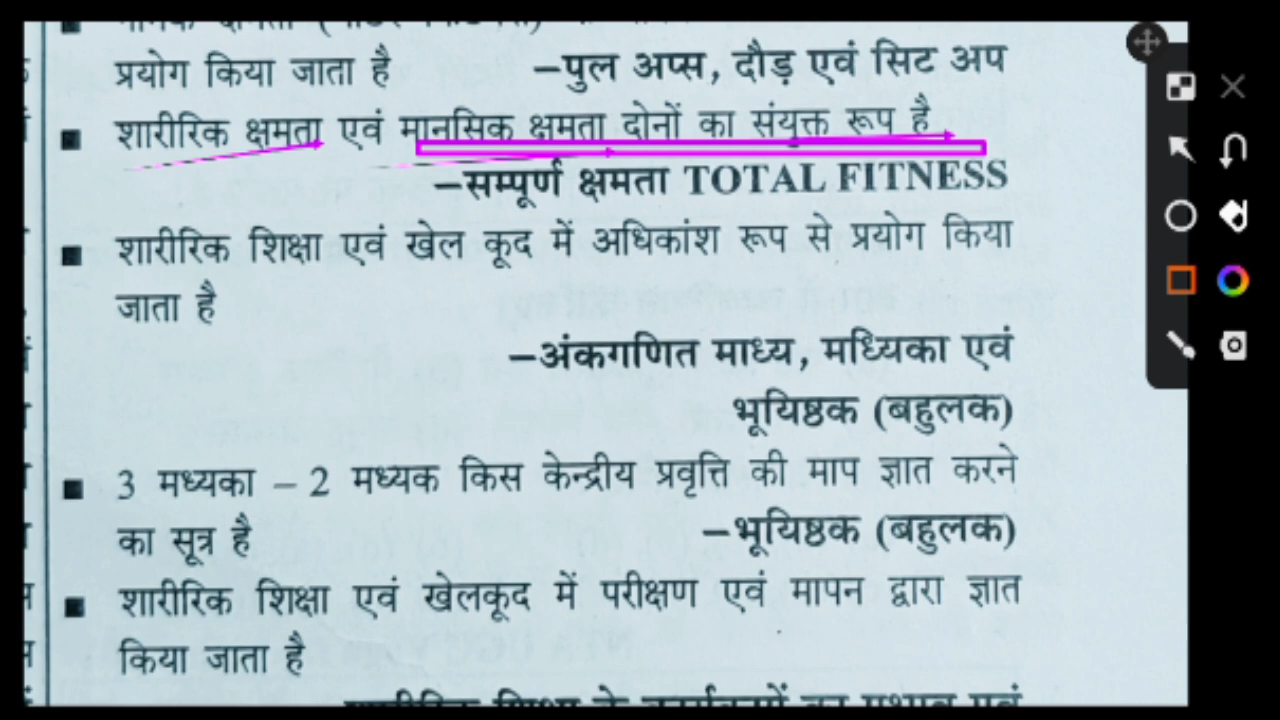 प्रयोग किया जाता है –पुल अप्स, दौड़ एवं सिट अप
■ शारीरिक क्षमता एवं मानसिक क्षमता दोनों का संयुक्त रूप है
–सम्पूर्ण क्षमता TOTAL FITNESS
■ शारीरिक शिक्षा एवं खेल कूद में अधिकांश रूप से प्रयोग किया
जाता है
–अंकगणित माध्य, मध्यिका एवं
भूयिष्ठक (बहुलक)
■ 3 मध्यका – 2 मध्यक किस केन्द्रीय प्रवृत्ति की माप ज्ञात करने
का सूत्र है –भूयिष्ठक (बहुलक)
■ शारीरिक शिक्षा एवं खेलकूद में परीक्षण एवं मापन द्वारा ज्ञात
किया जाता है